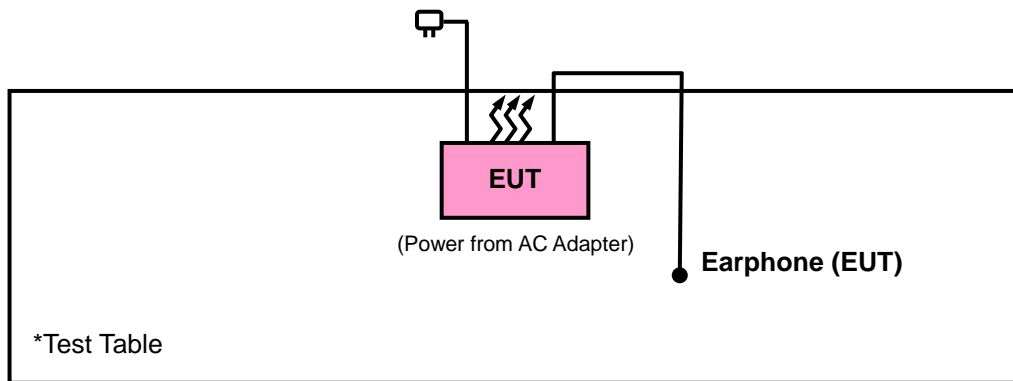 EUT
(Power from AC Adapter)
Earphone (EUT)
*Test Table